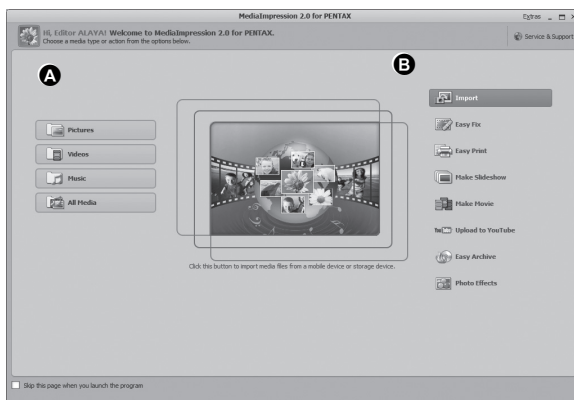 MediaImpression 2.0 for PENTAX
Extras
Hi, Editor ALAYA! Welcome to MediaImpression 2.0 for PENTAX.
Choose a media type or action from the options below.
Service & Support
A
B
Pictures
Videos
Music
All Media
Import
Easy Fix
Easy Print
Make Slideshow
Make Movie
Upload to YouTube
Easy Archive
Photo Effects
Click this button to import media files from a mobile device or storage device.
Skip this page when you launch the program